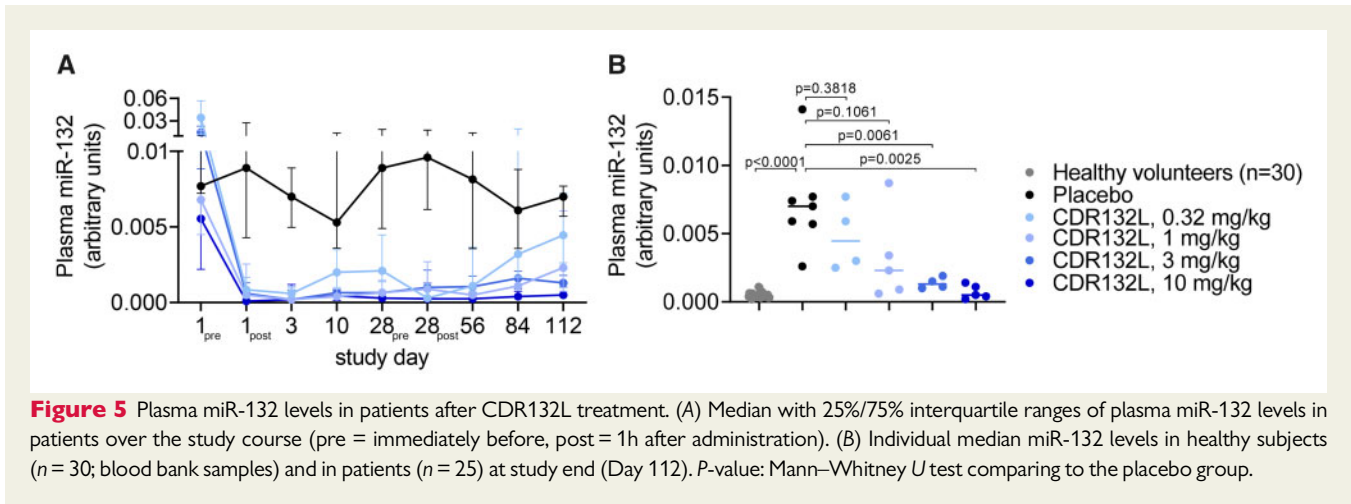 A
0.06
0.03
0.01
0.005
0.000
Plasma miR-132
(arbitrary units)
1pre 1post 3 10 28pre 28post 56 84 112
study day
B
0.015
0.010
0.005
0.000
Plasma miR-132
(arbitrary units)
p=0.3818
p=0.1061
p=0.0061
p<0.0001
p=0.0025
Healthy volunteers (n=30)
Placebo
CDR132L, 0.32 mg/kg
CDR132L, 1 mg/kg
CDR132L, 3 mg/kg
CDR132L, 10 mg/kg
Figure 5 Plasma miR-132 levels in patients after CDR132L treatment. (A) Median with 25%/75% interquartile ranges of plasma miR-132 levels in
patients over the study course (pre = immediately before, post = 1h after administration). (B) Individual median miR-132 levels in healthy subjects
(n = 30; blood bank samples) and in patients (n = 25) at study end (Day 112). P-value: Mann–Whitney U test comparing to the placebo group.